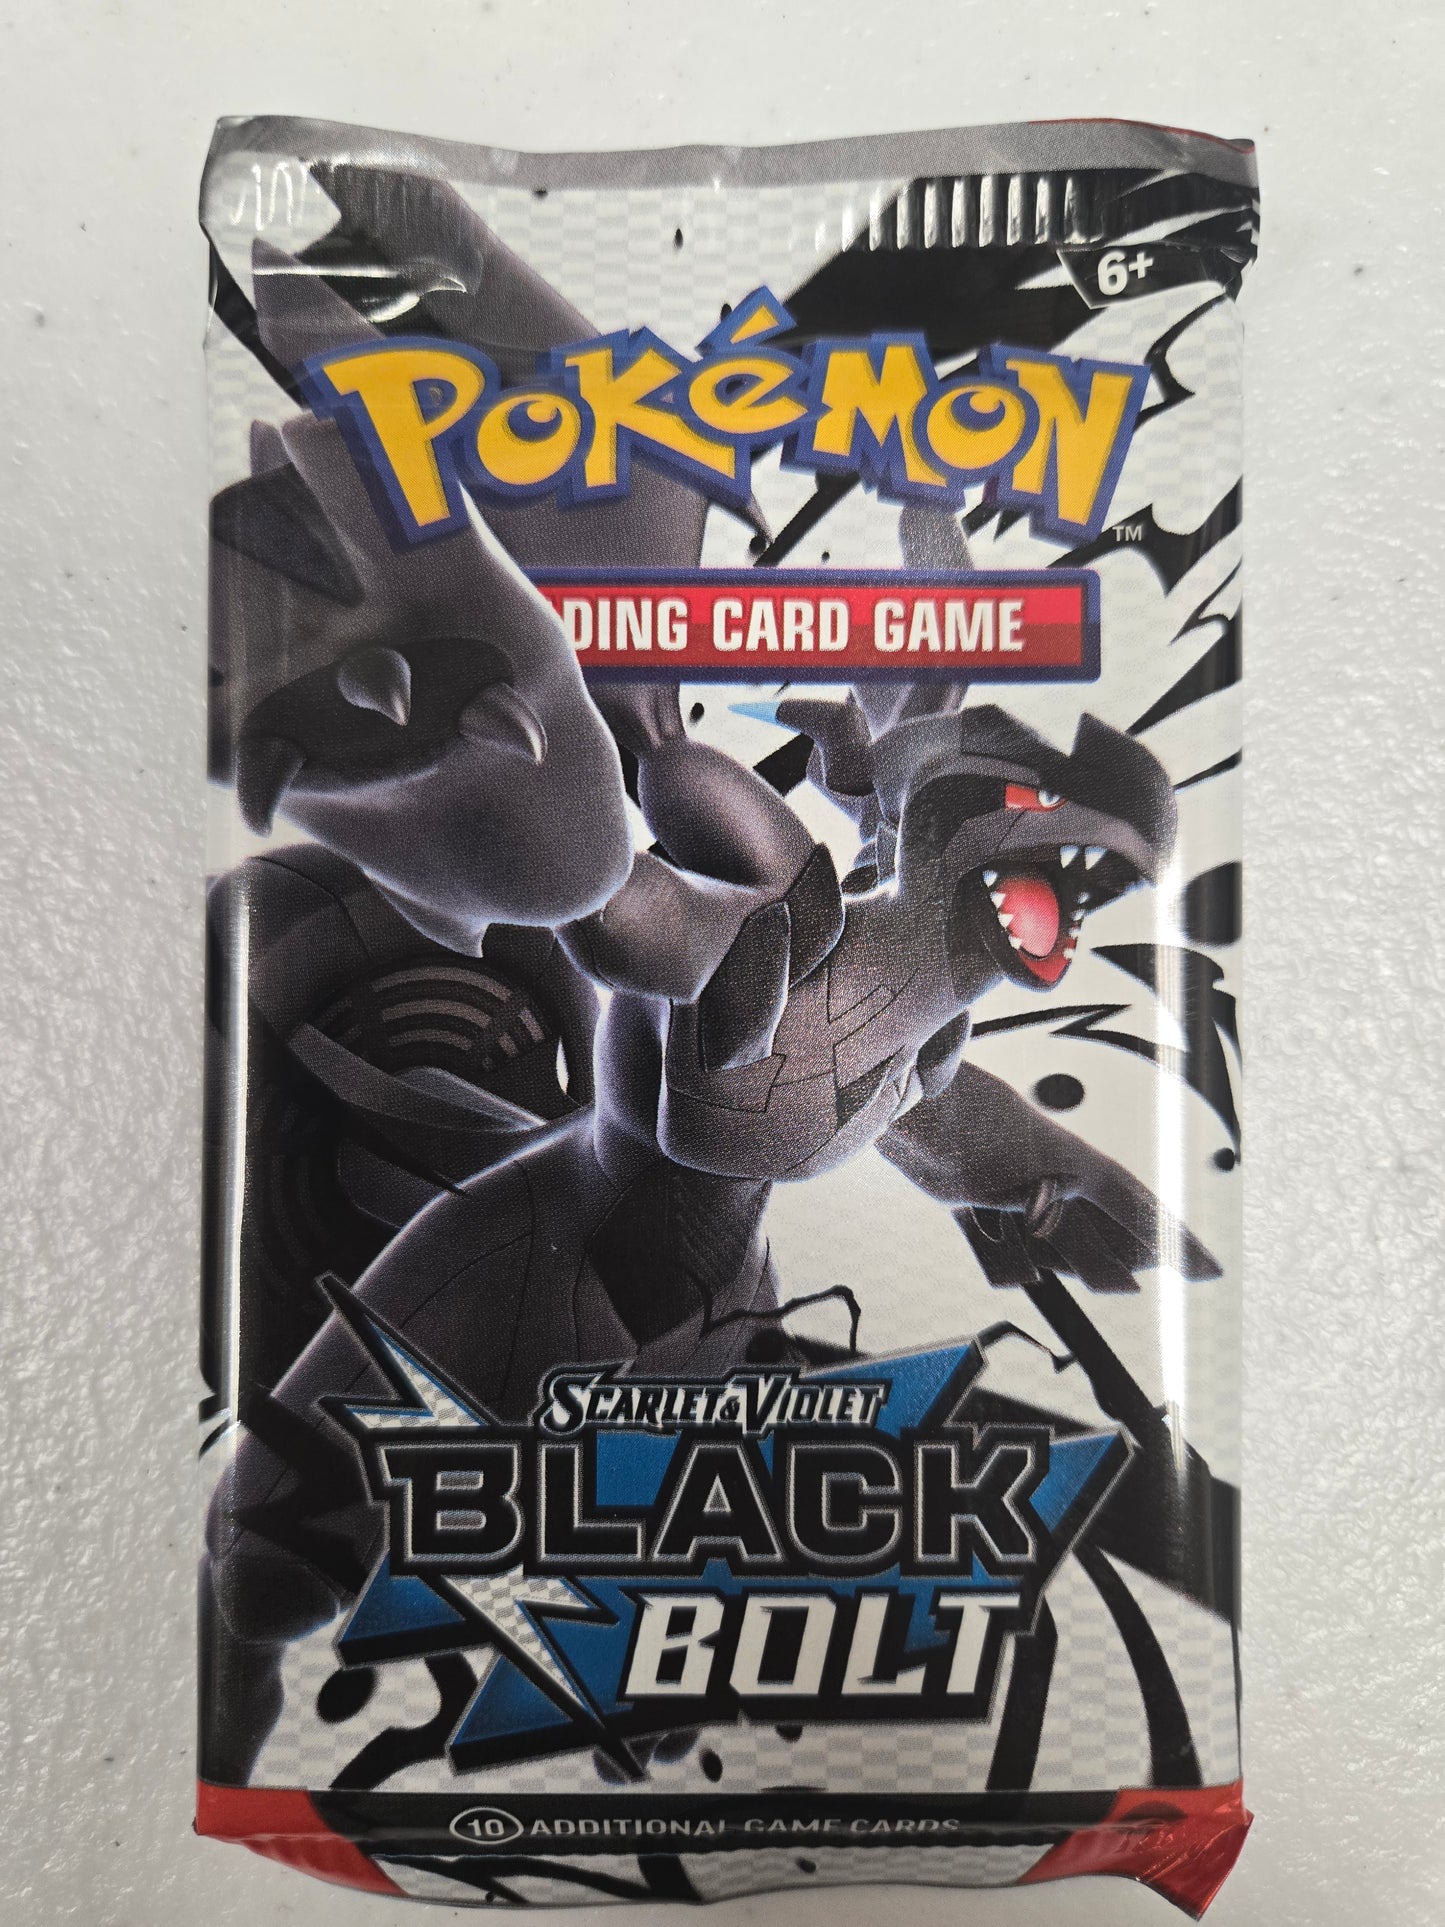 6+
POKéMON
TM
DING CARD GAME
SCARLET & VIOLET
BLACK
BOLT
10 ADDITIONAL GAME CARDS